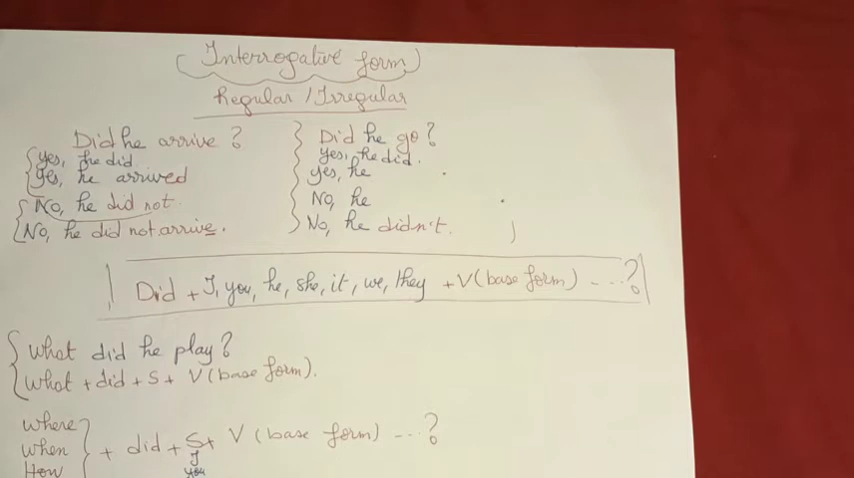 Interrogative form
Regular / Irregular
Did he arrive ?
yes, he did.
yes, he arrived
No, he did not.
No, he did not arrive.
Did he go ?
yes, he did.
yes, he
No, he
No, he didn't.
Did + I, you, he, she, it, we, they + V (base form) ....?
what did he play ?
what + did + S + V (base form).
where
when
How
+ did + S + V (base form) ....?
I
you